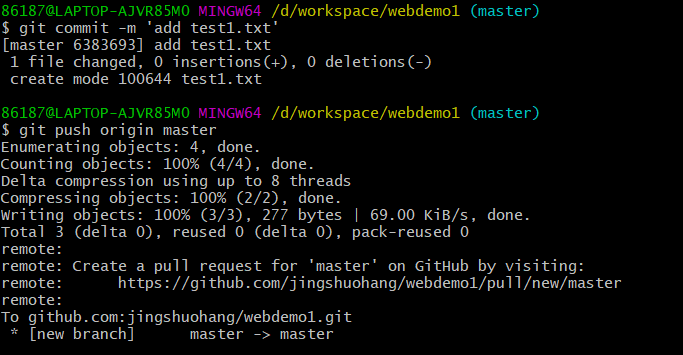 86187@LAPTOP-AJVR85MO MINGW64 /d/workspace/webdemo1 (master)
$ git commit -m 'add test1.txt'
[master 6383693] add test1.txt
 1 file changed, 0 insertions(+), 0 deletions(-)
 create mode 100644 test1.txt

86187@LAPTOP-AJVR85MO MINGW64 /d/workspace/webdemo1 (master)
$ git push origin master
Enumerating objects: 4, done.
Counting objects: 100% (4/4), done.
Delta compression using up to 8 threads
Compressing objects: 100% (2/2), done.
Writing objects: 100% (3/3), 277 bytes | 69.00 KiB/s, done.
Total 3 (delta 0), reused 0 (delta 0), pack-reused 0
remote:
remote: Create a pull request for 'master' on GitHub by visiting:
remote:      https://github.com/jingshuohang/webdemo1/pull/new/master
remote:
To github.com:jingshuohang/webdemo1.git
 * [new branch]      master -> master